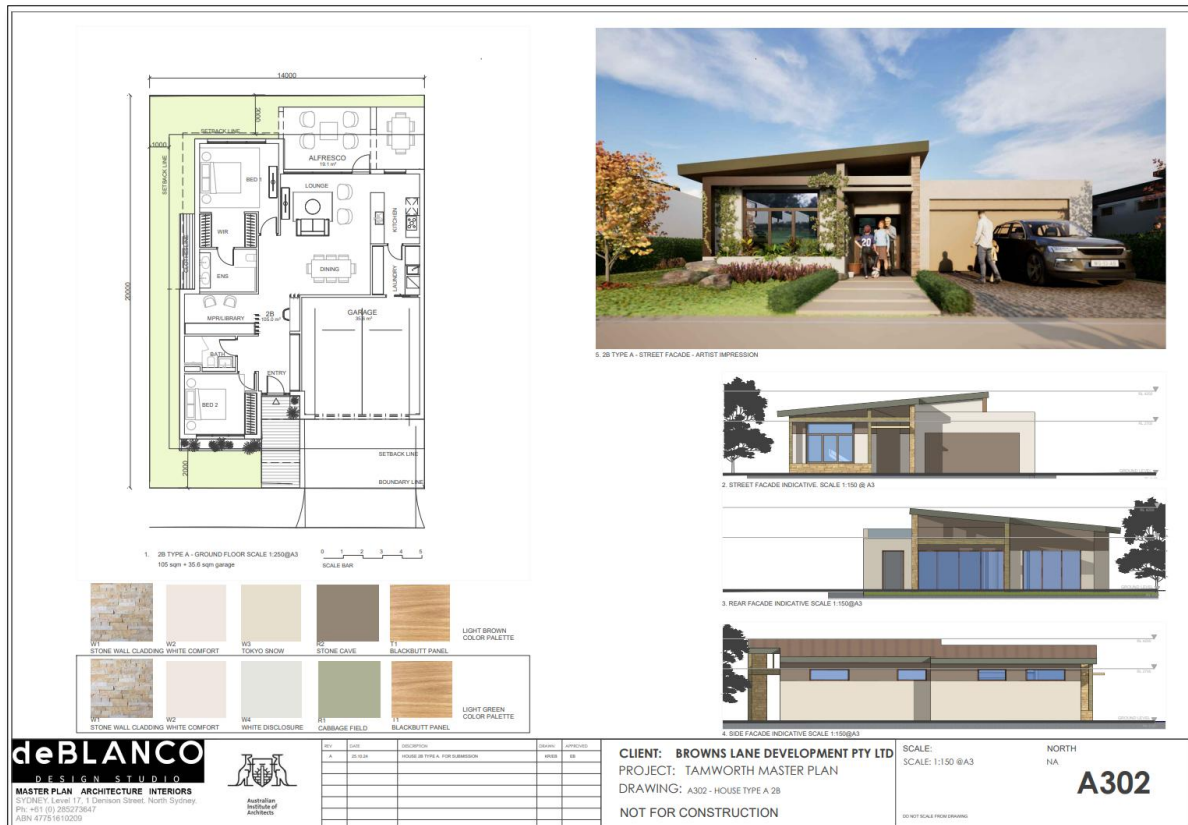 14000
20000
3000
1000
SETBACK LINE
SETBACK LINE
ALFRESCO
19.1 m²
BED 1
LOUNGE
KITCHEN
WIR
ENS
DINING
LAUNDRY
MPR/LIBRARY
2B
105.0 m²
GARAGE
35.6 m²
BATH
ENTRY
BED 2
2000
SETBACK LINE
BOUNDARY LINE
1. 2B TYPE A - GROUND FLOOR SCALE 1:250@A3
105 sqm + 35.6 sqm garage
0 1 2 3 4 5
SCALE BAR
5. 2B TYPE A - STREET FACADE - ARTIST IMPRESSION
20
2. STREET FACADE INDICATIVE. SCALE 1:150 @ A3
3. REAR FACADE INDICATIVE SCALE 1:150@A3
4. SIDE FACADE INDICATIVE SCALE 1:150@A3
W1
STONE WALL CLADDING
W2
WHITE COMFORT
W3
TOKYO SNOW
R2
STONE CAVE
T1
BLACKBUTT PANEL
LIGHT BROWN
COLOR PALETTE
W1
STONE WALL CLADDING
W2
WHITE COMFORT
W4
WHITE DISCLOSURE
R1
CABBAGE FIELD
T1
BLACKBUTT PANEL
LIGHT GREEN
COLOR PALETTE
deBLANCO
DESIGN STUDIO
MASTER PLAN ARCHITECTURE INTERIORS
SYDNEY. Level 17, 1 Denison Street. North Sydney.
Ph: +61 (0) 285273647
ABN 47751610209
Australian
Institute of
Architects
REV DATE DESCRIPTION DRAWN APPROVED
A 25.10.24 HOUSE 2B TYPE A FOR SUBMISSION
CLIENT: BROWNS LANE DEVELOPMENT PTY LTD
PROJECT: TAMWORTH MASTER PLAN
DRAWING: A302 - HOUSE TYPE A 2B
NOT FOR CONSTRUCTION
SCALE:
SCALE: 1:150 @A3
NORTH
NA
A302
DO NOT SCALE FROM DRAWING